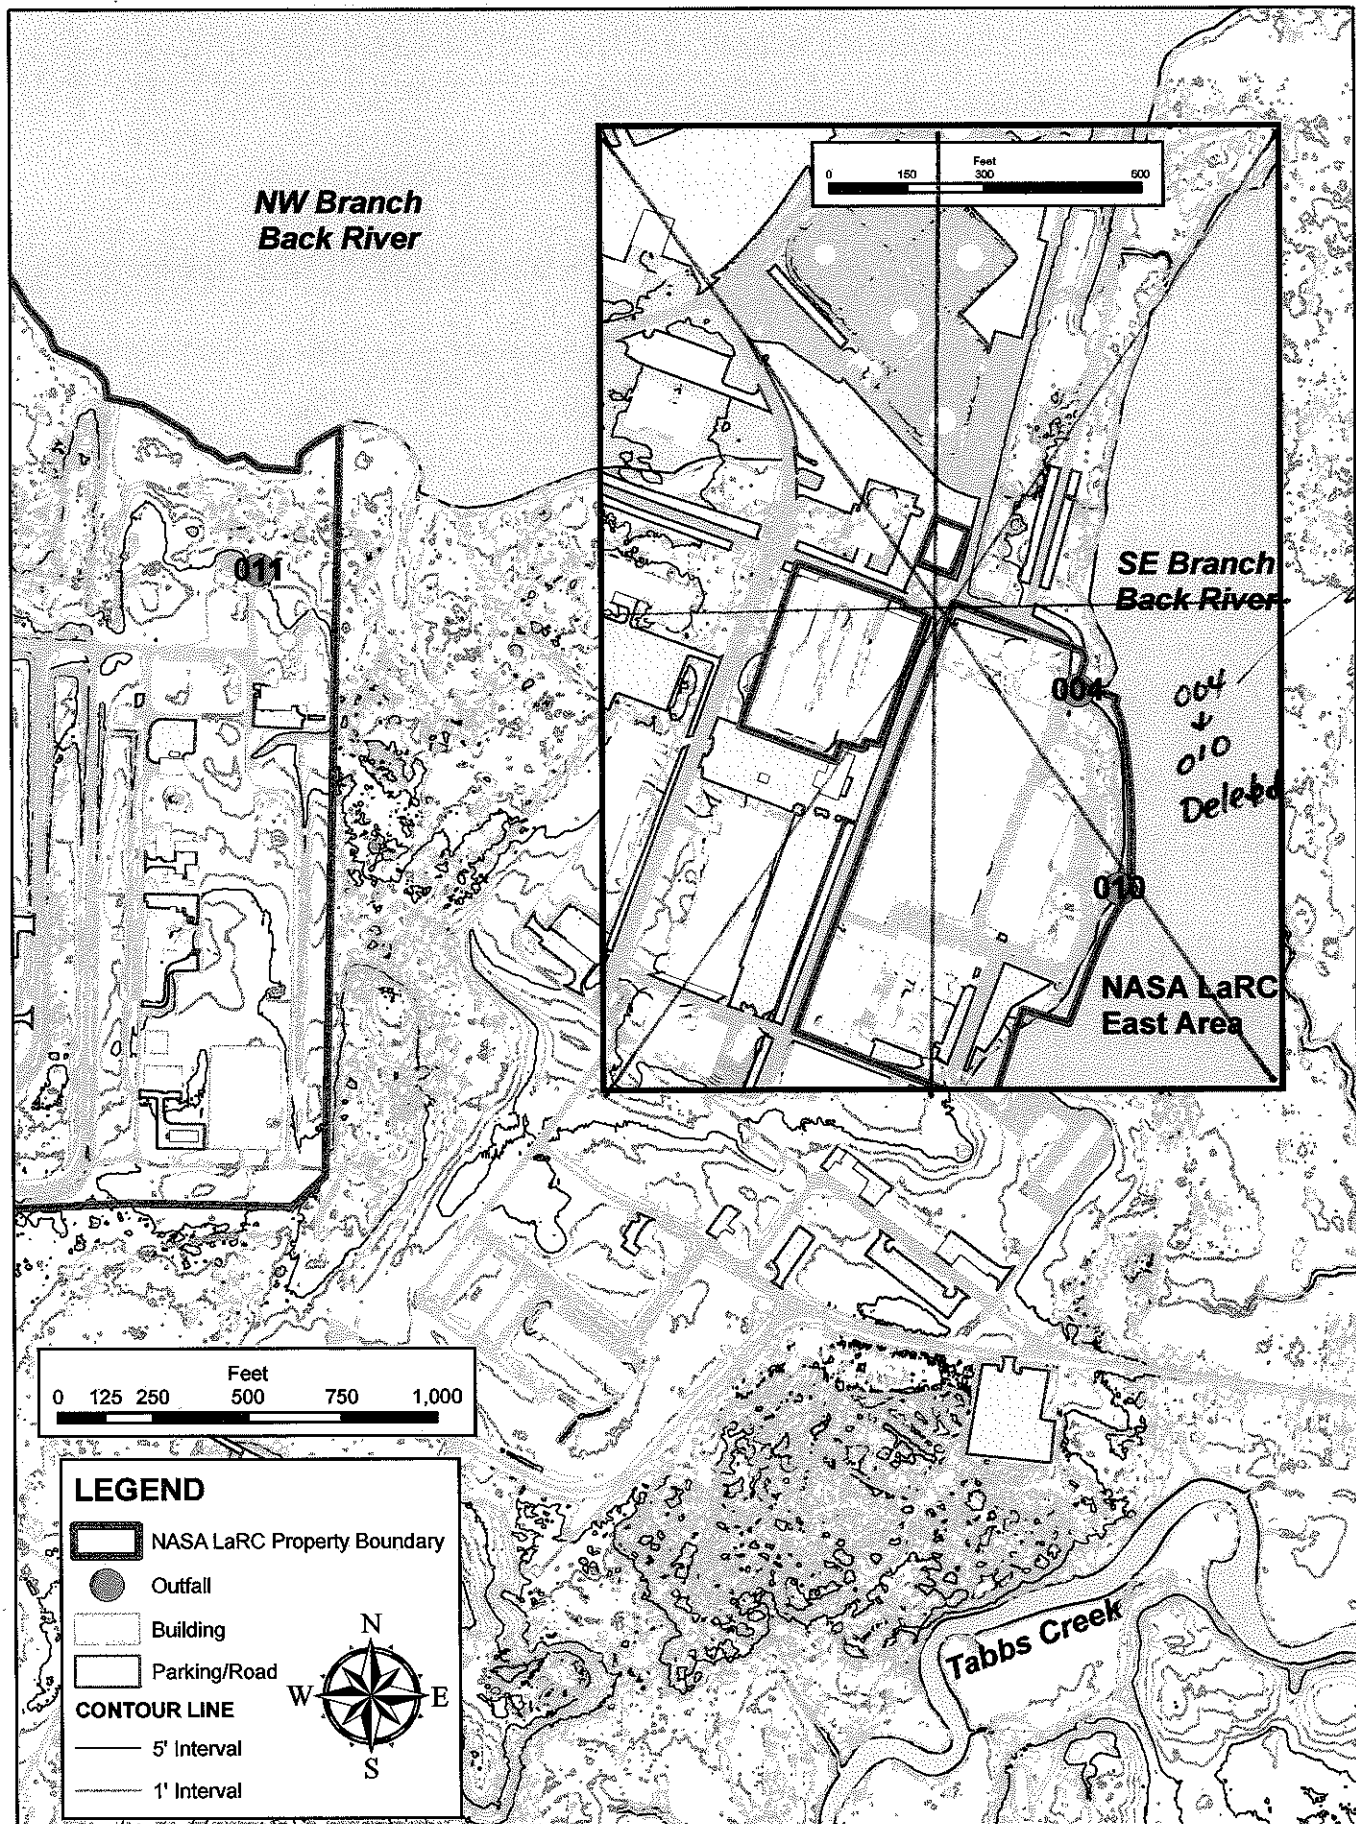 NW Branch
Back River
Feet
0 150 300 600
011
SE Branch
Back River
004
004
↓
010
Deleted
010
NASA LaRC
East Area
Feet
0 125 250 500 750 1,000
LEGEND
NASA LaRC Property Boundary
Outfall
Building
Parking/Road
CONTOUR LINE
5' Interval
1' Interval
N
W E
S
Tabbs Creek